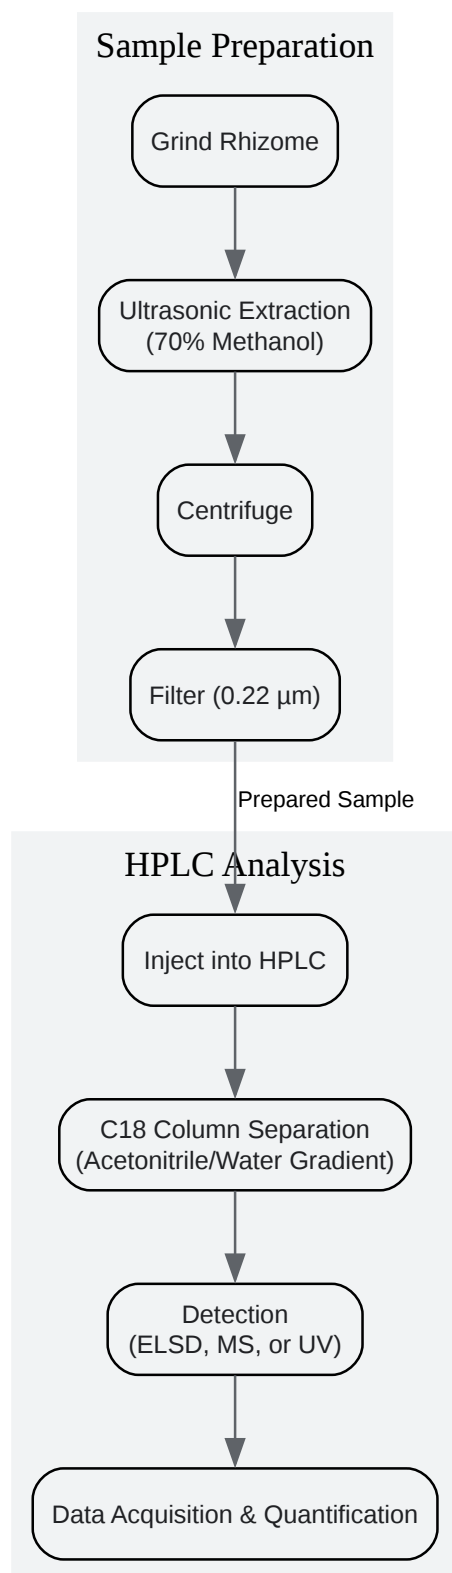 Sample Preparation
Grind Rhizome
Ultrasonic Extraction
(70% Methanol)
Centrifuge
Filter (0.22 µm)
Prepared Sample
HPLC Analysis
Inject into HPLC
C18 Column Separation
(Acetonitrile/Water Gradient)
Detection
(ELSD, MS, or UV)
Data Acquisition & Quantification